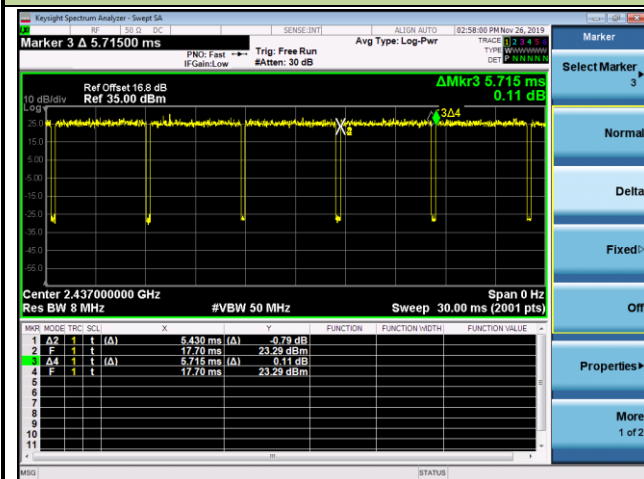 Keysight Spectrum Analyzer - Swept SA
RF 50 Ω DC SENSE:INT ALIGN AUTO 02:58:00 PM Nov 26, 2019
Marker 3 Δ 5.71500 ms
PNO: Fast Trig: Free Run Avg Type: Log-Pwr TRACE 1 2 3 4 5 6
TYPE WWWWWW
IFGain:Low #Atten: 30 dB DET P N N N N N
Ref Offset 16.8 dB ΔMkr3 5.715 ms
10 dB/div Ref 35.00 dBm 0.11 dB
Log
25.0
15.0
5.00
-5.00
-15.0
-25.0
-35.0
-45.0
-55.0
3Δ4
Center 2.437000000 GHz Span 0 Hz
Res BW 8 MHz #VBW 50 MHz Sweep 30.00 ms (2001 pts)
MKR MODE TRC SCL X Y FUNCTION FUNCTION WIDTH FUNCTION VALUE
1 Δ2 1 t (Δ) 5.430 ms (Δ) -0.79 dB
2 F 1 t 17.70 ms 23.29 dBm
3 Δ4 1 t (Δ) 5.715 ms (Δ) 0.11 dB
4 F 1 t 17.70 ms 23.29 dBm
5
6
7
8
9
10
11
MSG STATUS
Marker
Select Marker
3
Normal
Delta
Fixed
Off
Properties
More
1 of 2